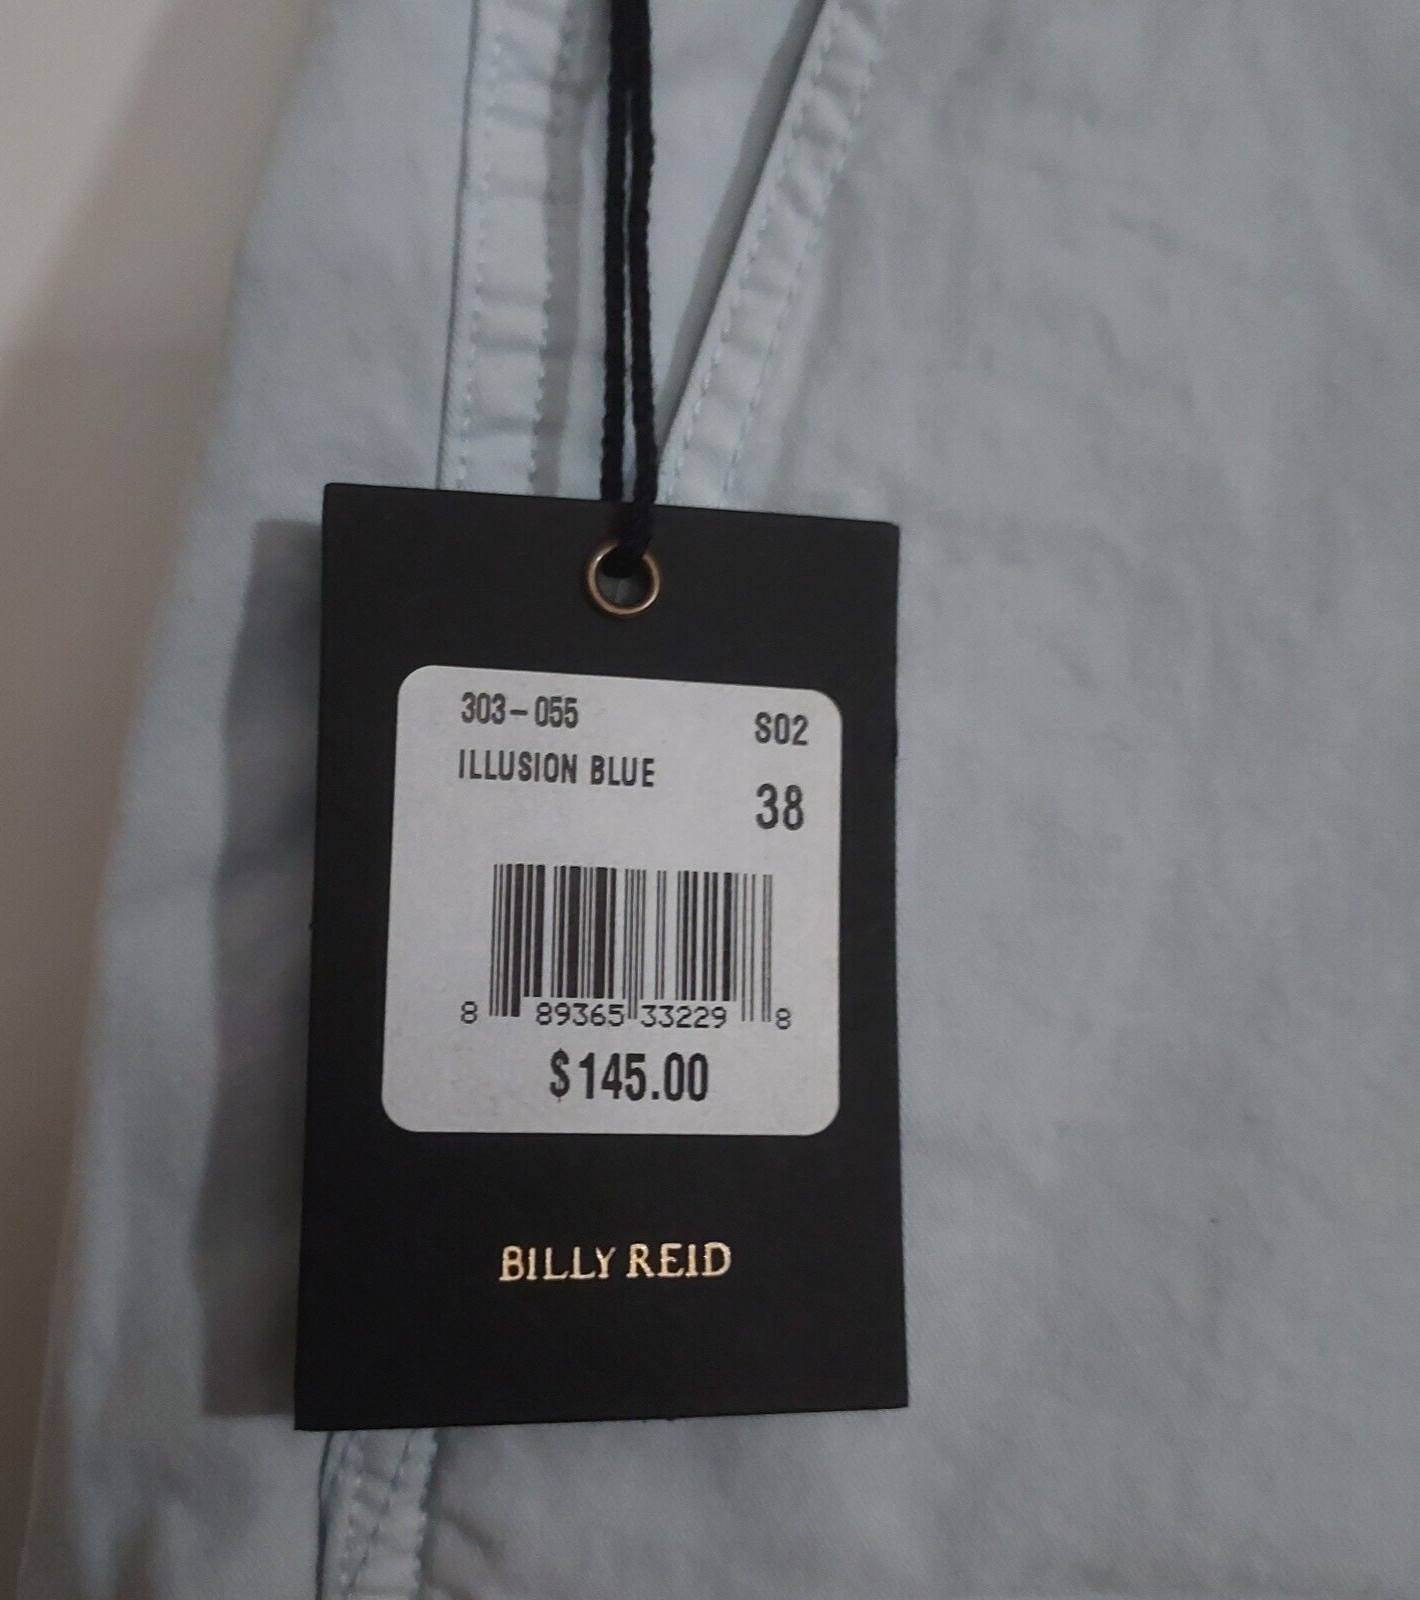 303-055
S02
ILLUSION BLUE
38
8 89365 33229 8
$145.00
BILLY REID